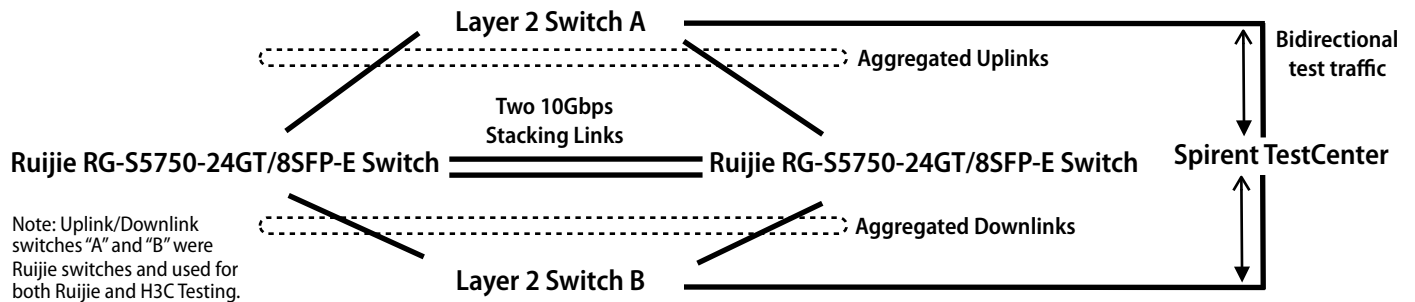 Layer 2 Switch A
Bidirectional
test traffic
Aggregated Uplinks
Two 10Gbps
Stacking Links
Ruijie RG-S5750-24GT/8SFP-E Switch
Ruijie RG-S5750-24GT/8SFP-E Switch
Spirent TestCenter
Note: Uplink/Downlink
switches “A” and “B” were
Ruijie switches and used for
both Ruijie and H3C Testing.
Aggregated Downlinks
Layer 2 Switch B